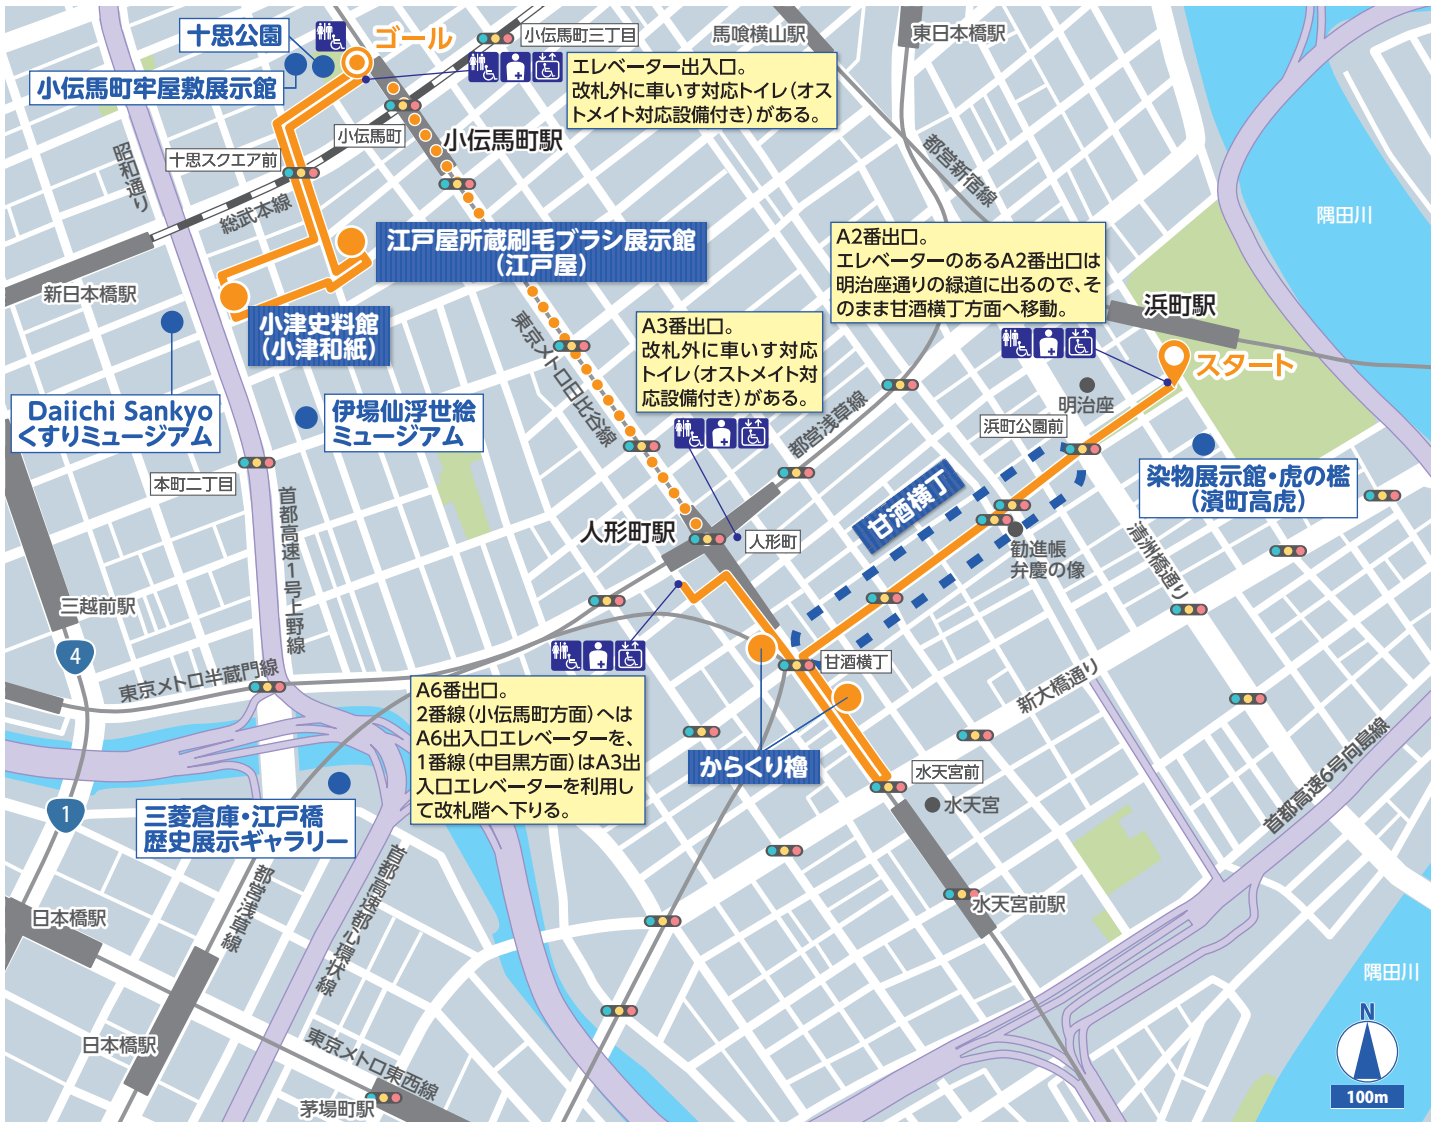 十思公園
ゴール
小伝馬町三丁目
馬喰横山駅
東日本橋駅
小伝馬町牢屋敷展示館
エレベーター出入口。
改札外に車いす対応トイレ(オス
トメイト対応設備付き)がある。
小伝馬町
小伝馬町駅
十思スクエア前
昭和通り
総武本線
都営新宿線
隅田川
江戸屋所蔵刷毛ブラシ展示館
(江戸屋)
A2番出口。
エレベーターのあるA2番出口は
明治座通りの緑道に出るので、そ
のまま甘酒横丁方面へ移動。
新日本橋駅
小津史料館
(小津和紙)
東京メトロ日比谷線
A3番出口。
改札外に車いす対応
トイレ(オストメイト対
応設備付き)がある。
浜町駅
スタート
明治座
浜町公園前
Daiichi Sankyo
くすりミュージアム
伊場仙浮世絵
ミュージアム
都営浅草線
本町二丁目
首都高速1号上野線
甘酒横丁
染物展示館・虎の檻
(濱町高虎)
人形町駅
人形町
勧進帳
弁慶の像
清洲橋通り
三越前駅
4
東京メトロ半蔵門線
甘酒横丁
新大橋通り
A6番出口。
2番線(小伝馬町方面)へは
A6出入口エレベーターを、
1番線(中目黒方面)はA3出
入口エレベーターを利用し
て改札階へ下りる。
からくり櫓
水天宮前
水天宮
首都高速6号向島線
1
三菱倉庫・江戸橋
歴史展示ギャラリー
都営浅草線
首都高速都心環状線
水天宮前駅
日本橋駅
隅田川
日本橋駅
東京メトロ東西線
茅場町駅
N
100m